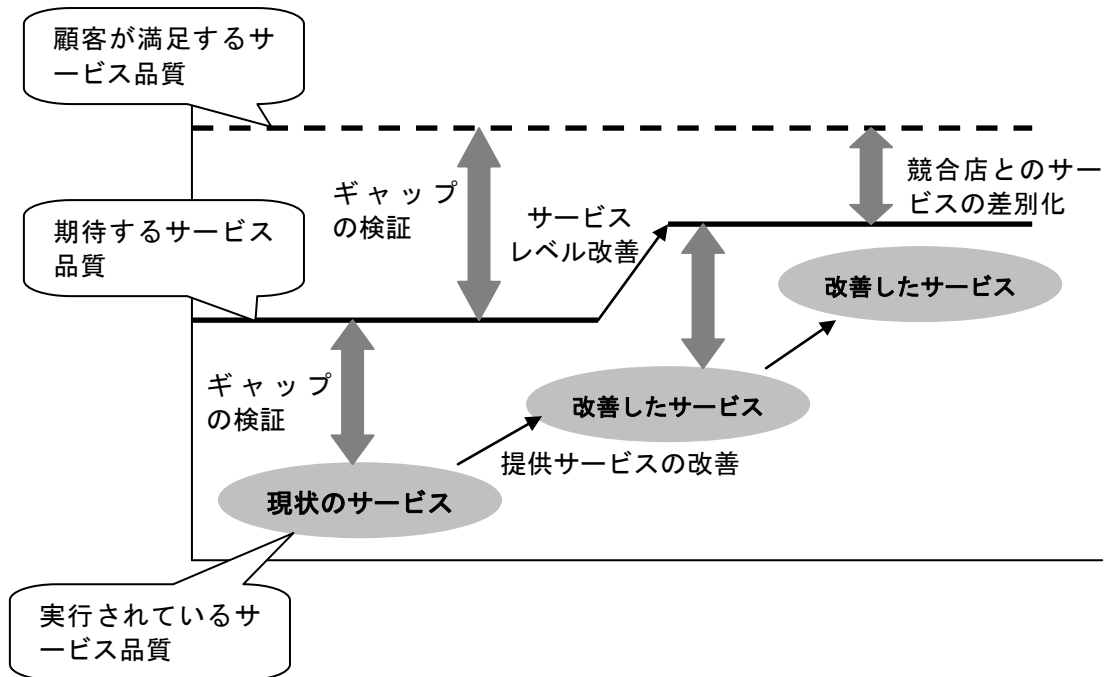 顧客が満足するサ
ービス品質
ギャップ
の検証
競合店とのサー
ビスの差別化
期待するサービス
品質
サービス
レベル改善
改善したサービス
ギャップ
の検証
改善したサービス
提供サービスの改善
現状のサービス
実行されているサ
ービス品質